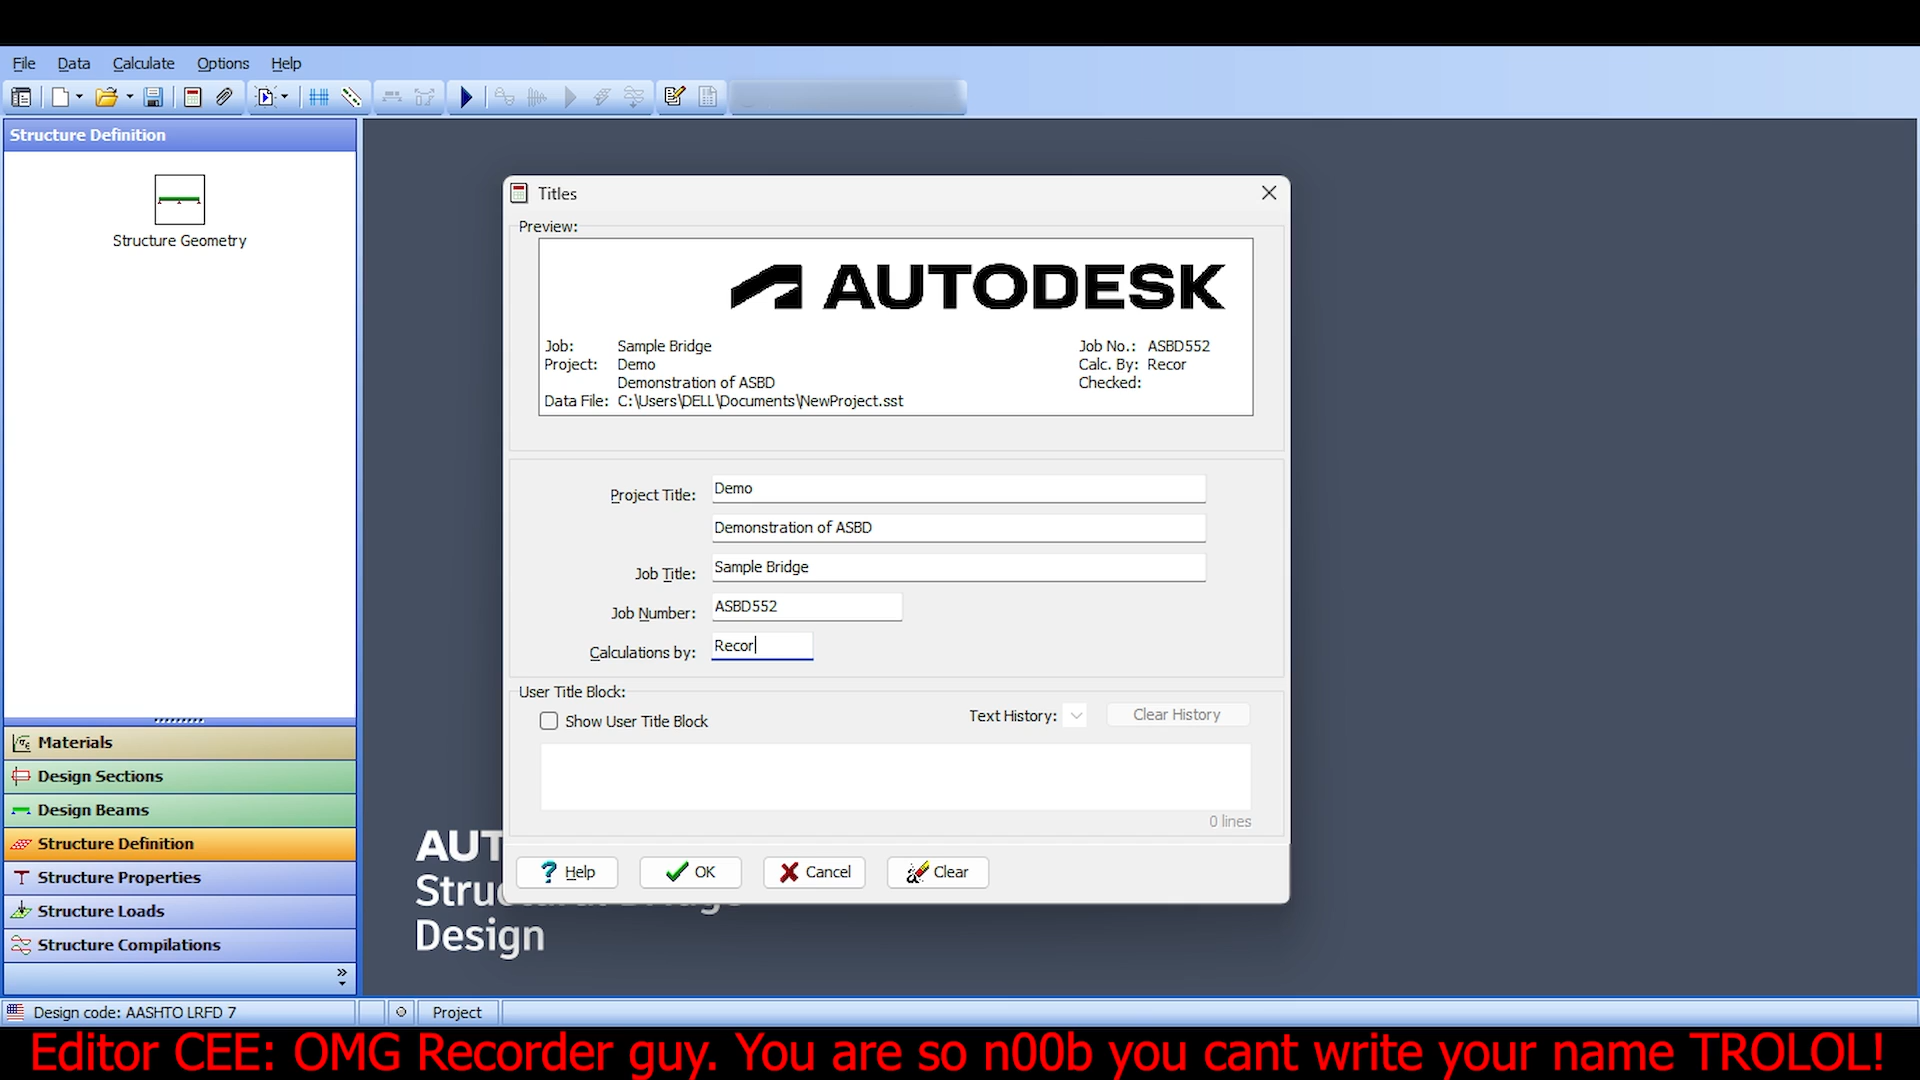 File Data Calculate Options Help
Structure Definition
Structure Geometry
Titles
Preview:
AUTODESK
Job: Sample Bridge Job No.: ASBD552
Project: Demo Calc. By: Recor
Demonstration of ASBD Checked:
Data File: C:\Users\DELL\Documents\NewProject.sst
Project Title: Demo
Demonstration of ASBD
Job Title: Sample Bridge
Job Number: ASBD552
Calculations by: Recor
User Title Block:
Show User Title Block Text History: Clear History
0 lines
Help OK Cancel Clear
Materials
Design Sections
Design Beams
Structure Definition
Structure Properties
Structure Loads
Structure Compilations
AUT
Stru
Design
Design code: AASHTO LRFD 7 Project
Editor CEE: OMG Recorder guy. You are so n00b you cant write your name TROLOL!